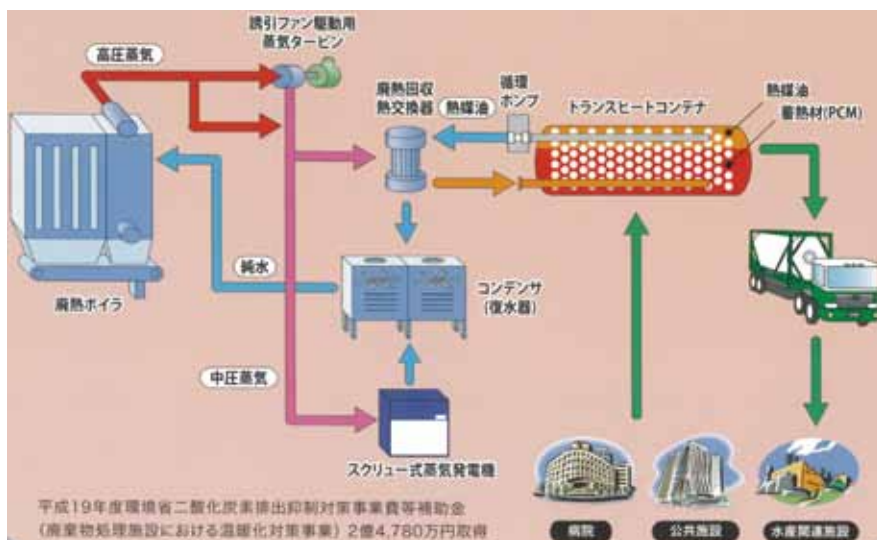 誘引ファン駆動用
蒸気タービン
高圧蒸気
廃熱回収
熱交換器
熱媒油
循環
ポンプ
トランスヒートコンテナ
熱媒油
蓄熱材(PCM)
廃熱ボイラ
純水
コンデンサ
(復水器)
中圧蒸気
スクリュー式蒸気発電機
平成19年度環境省二酸化炭素排出抑制対策事業費等補助金
(廃棄物処理施設における温暖化対策事業) 2億4,780万円取得
病院
公共施設
水産関連施設